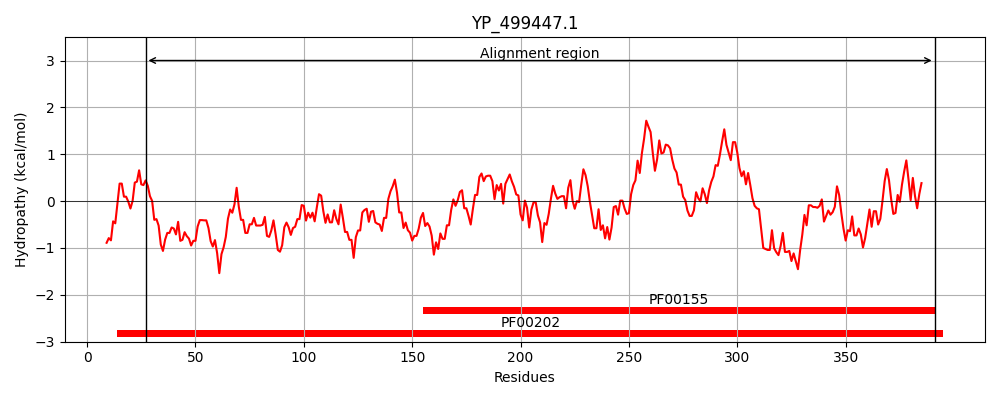 YP_499447.1
Alignment region
Hydropathy (kcal/mol)
3
2
1
0
−1
−2
−3
PF00155
PF00202
0
50
100
150
200
250
300
350
Residues